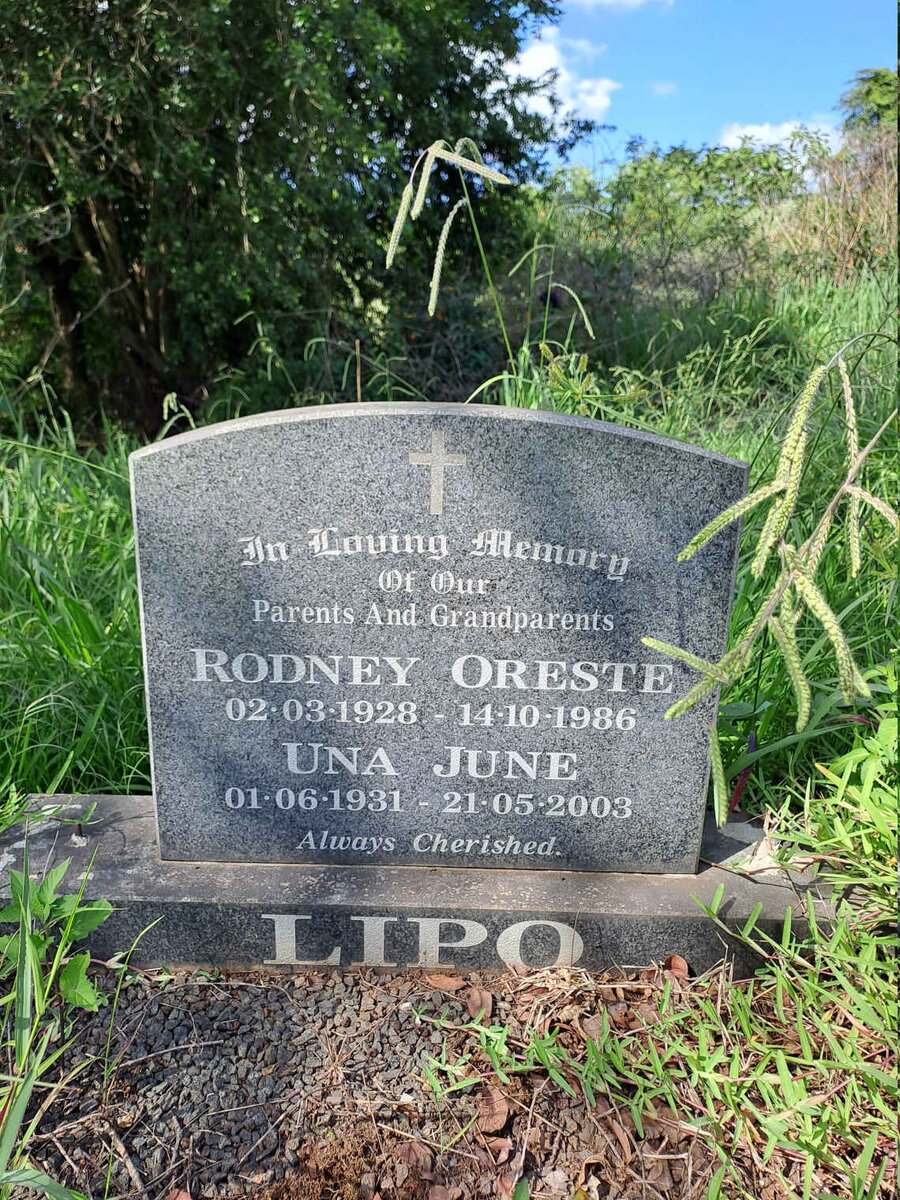 In Loving Memory
Of Our
Parents And Grandparents
RODNEY ORESTE
02·03·1928 - 14·10·1986
UNA JUNE
01·06·1931 - 21·05·2003
Always Cherished.
LIPO